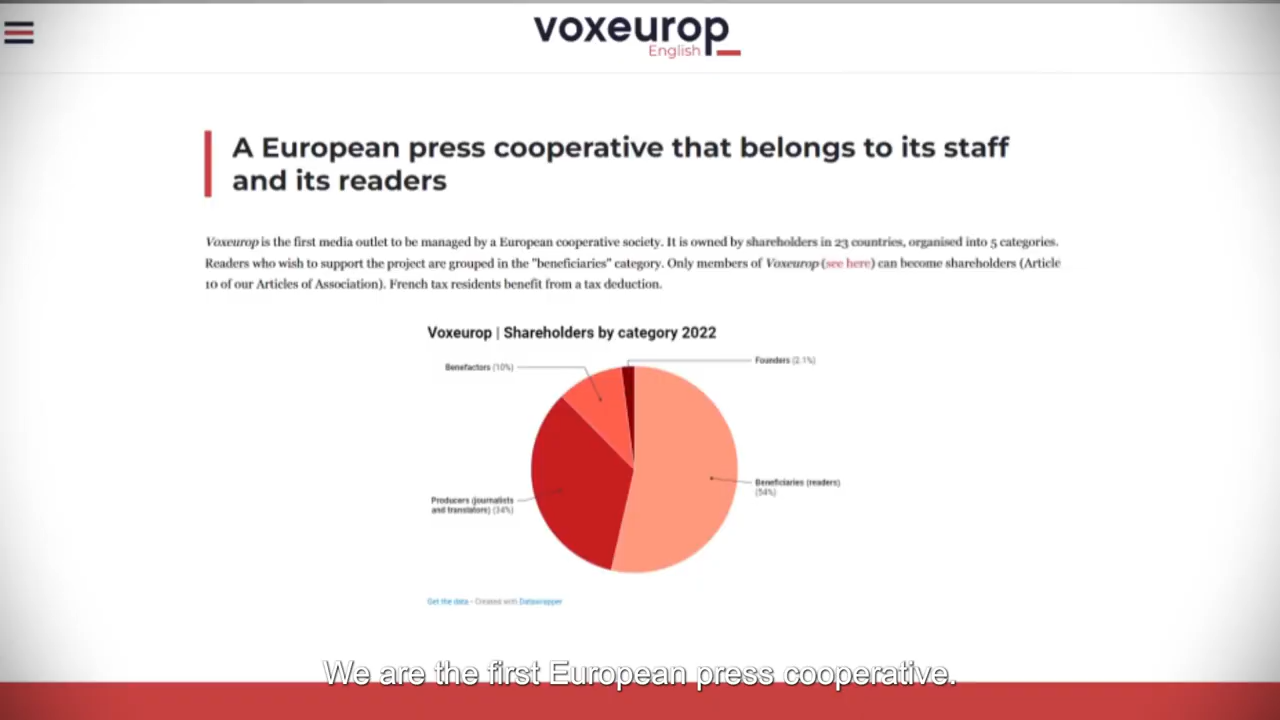 voxeurop
English
A European press cooperative that belongs to its staff
and its readers
Voxeurop is the first media outlet to be managed by a European cooperative society. It is owned by shareholders in 23 countries, organised into 5 categories.
Readers who wish to support the project are grouped in the "beneficiaries" category. Only members of Voxeurop (see here) can become shareholders (Article
10 of our Articles of Association). French tax residents benefit from a tax deduction.
Voxeurop | Shareholders by category 2022
Founders (2.1%)
Benefactors (10%)
Beneficiaries (readers)
(54%)
Producers (journalists
and translators) (34%)
Get the data - Created with Datawrapper
We are the first European press cooperative.